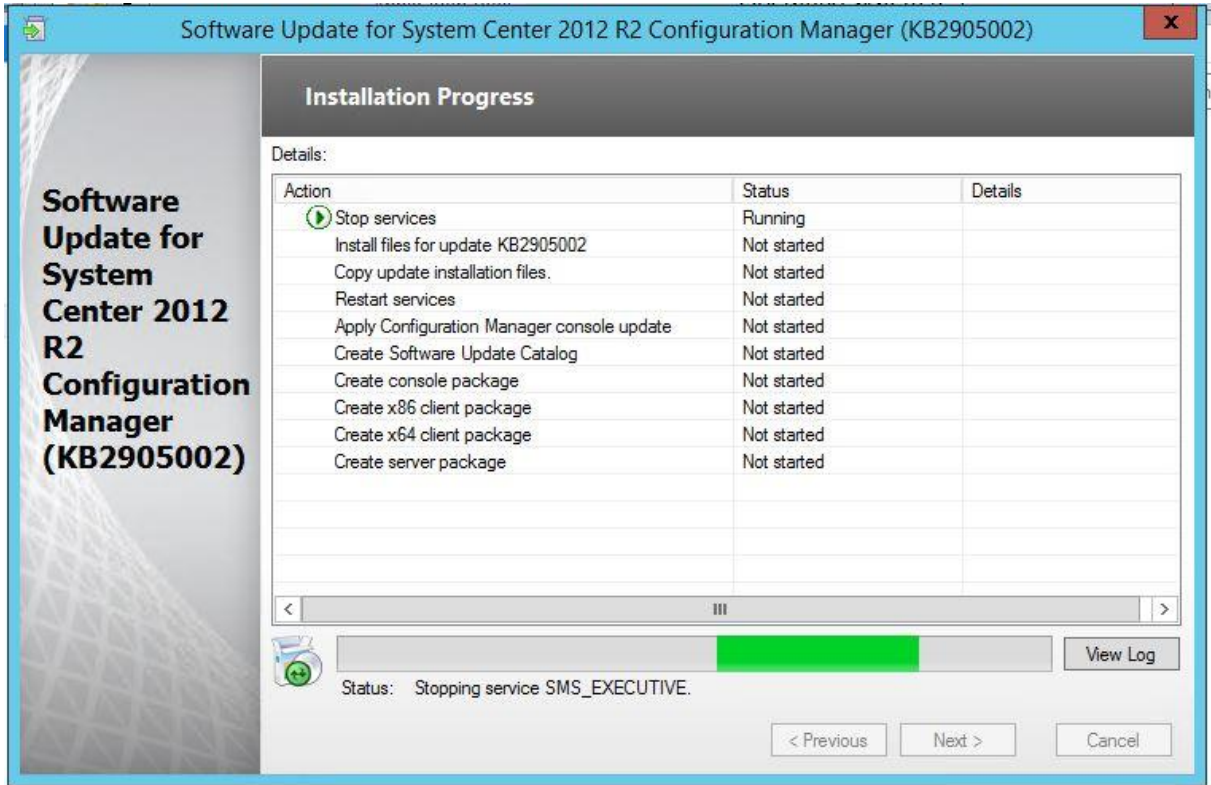 Software Update for System Center 2012 R2 Configuration Manager (KB2905002)
x
Installation Progress
Software
Update for
System
Center 2012
R2
Configuration
Manager
(KB2905002)
Details:
Action Status Details
Stop services Running
Install files for update KB2905002 Not started
Copy update installation files. Not started
Restart services Not started
Apply Configuration Manager console update Not started
Create Software Update Catalog Not started
Create console package Not started
Create x86 client package Not started
Create x64 client package Not started
Create server package Not started
View Log
Status: Stopping service SMS_EXECUTIVE.
< Previous Next > Cancel